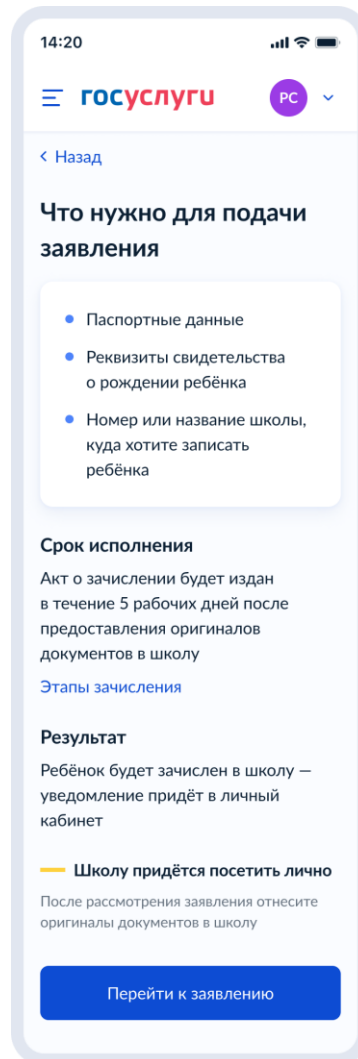 14:20
госуслуги
РС
Назад
Что нужно для подачи
заявления
Паспортные данные
Реквизиты свидетельства
о рождении ребёнка
Номер или название школы,
куда хотите записать
ребёнка
Срок исполнения
Акт о зачислении будет издан
в течение 5 рабочих дней после
предоставления оригиналов
документов в школу
Этапы зачисления
Результат
Ребёнок будет зачислен в школу —
уведомление придёт в личный
кабинет
Школу придётся посетить лично
После рассмотрения заявления отнесите
оригиналы документов в школу
Перейти к заявлению